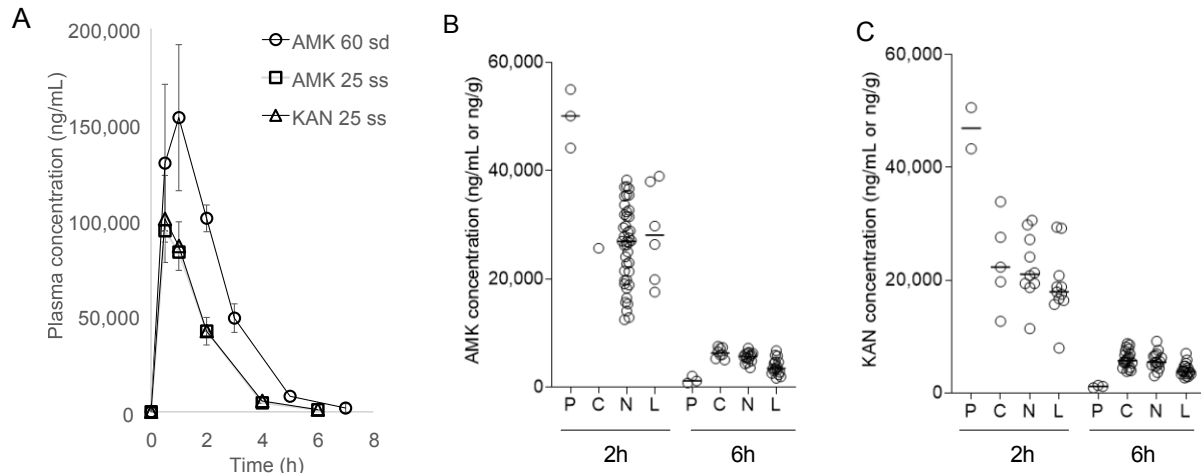 A
Plasma concentration (ng/mL)
200,000
150,000
100,000
50,000
0
0 2 4 6 8
Time (h)
AMK 60 sd
AMK 25 ss
KAN 25 ss
B
AMK concentration (ng/mL or ng/g)
60,000
40,000
20,000
0
P C N L P C N L
2h 6h
C
KAN concentration (ng/mL or ng/g)
60,000
40,000
20,000
0
P C N L P C N L
2h 6h